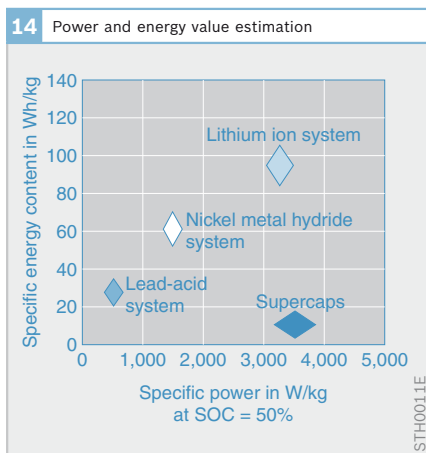 14 Power and energy value estimation
Specific energy content in Wh/kg
140
120
100
80
60
40
20
0
Lithium ion system
Nickel metal hydride
system
Lead-acid
system
Supercaps
0 1,000 2,000 3,000 4,000 5,000
Specific power in W/kg
at SOC = 50%
STH0011E